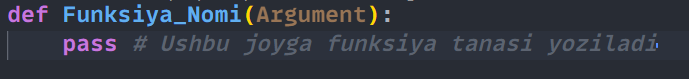 def Funksiya_Nomi(Argument):
    pass # Ushbu joyga funksiya tanasi yoziladi